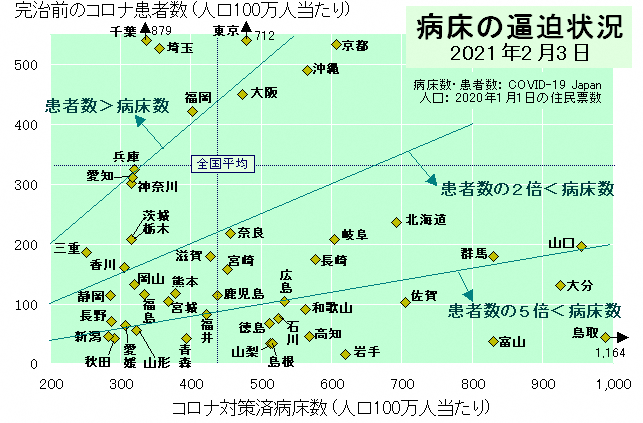 完治前のコロナ患者数（人口100万人当たり）
病床の逼迫状況
2021年2月3日
病床数・患者数: COVID-19 Japan
人口: 2020年1月1日の住民票数
千葉 879
東京 712
埼玉
京都
沖縄
大阪
福岡
患者数＞病床数
兵庫
愛知
神奈川
全国平均
患者数の２倍＜病床数
茨城
栃木
北海道
奈良
岐阜
三重
滋賀
宮崎
長崎
群馬
山口
香川
岡山
熊本
静岡
福島
宮城
鹿児島
広島
和歌山
佐賀
大分
患者数の５倍＜病床数
長野
福井
徳島
石川
高知
新潟
秋田
愛媛
山形
青森
山梨
島根
岩手
富山
鳥取
1,164
550
500
400
300
200
100
0
200 300 400 500 600 700 800 900 1,000
コロナ対策済病床数（人口100万人当たり）